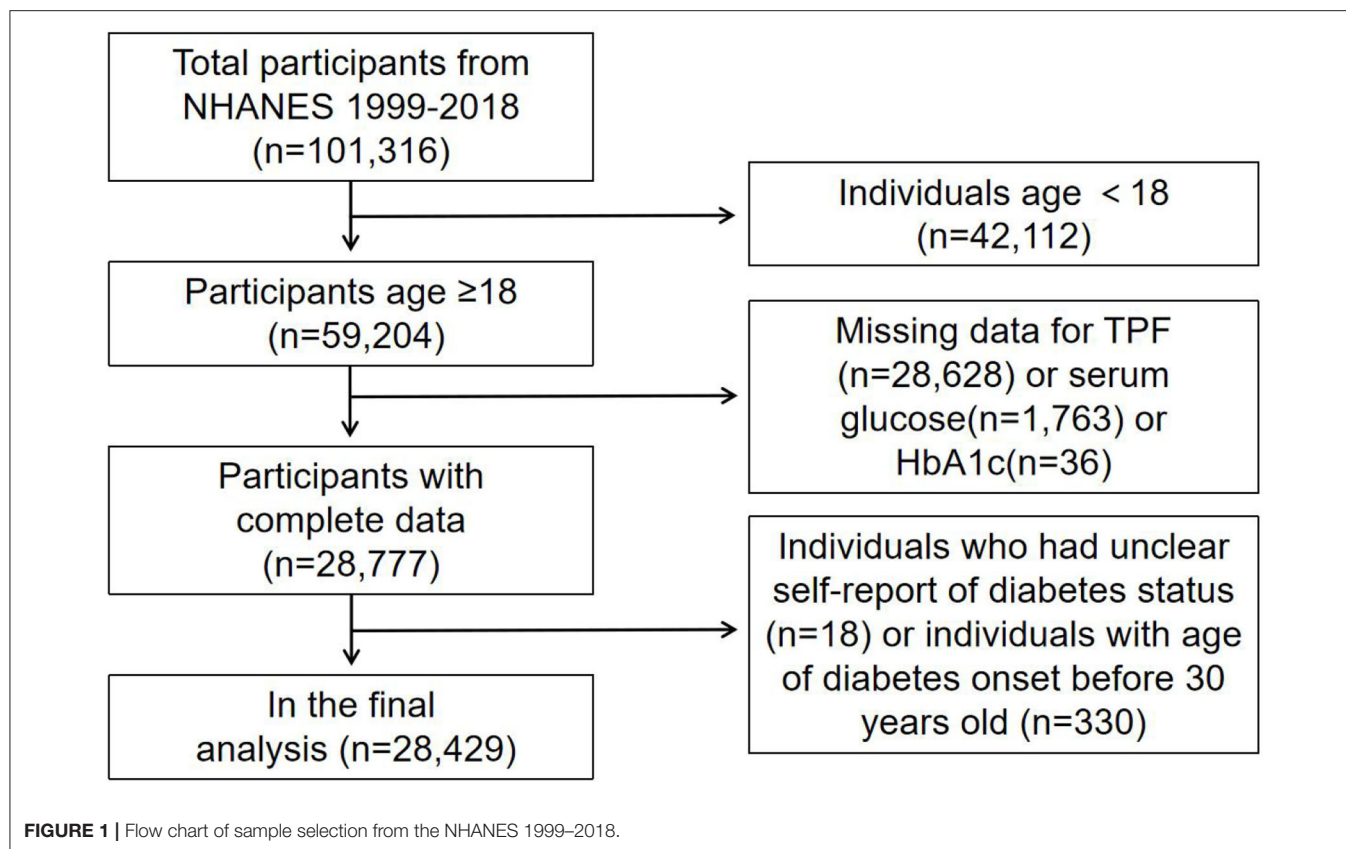 Total participants from
NHANES 1999-2018
(n=101,316)
Individuals age < 18
(n=42,112)
Participants age ≥18
(n=59,204)
Missing data for TPF
(n=28,628) or serum
glucose(n=1,763) or
HbA1c(n=36)
Participants with
complete data
(n=28,777)
Individuals who had unclear
self-report of diabetes status
(n=18) or individuals with age
of diabetes onset before 30
years old (n=330)
In the final
analysis (n=28,429)
FIGURE 1 | Flow chart of sample selection from the NHANES 1999–2018.